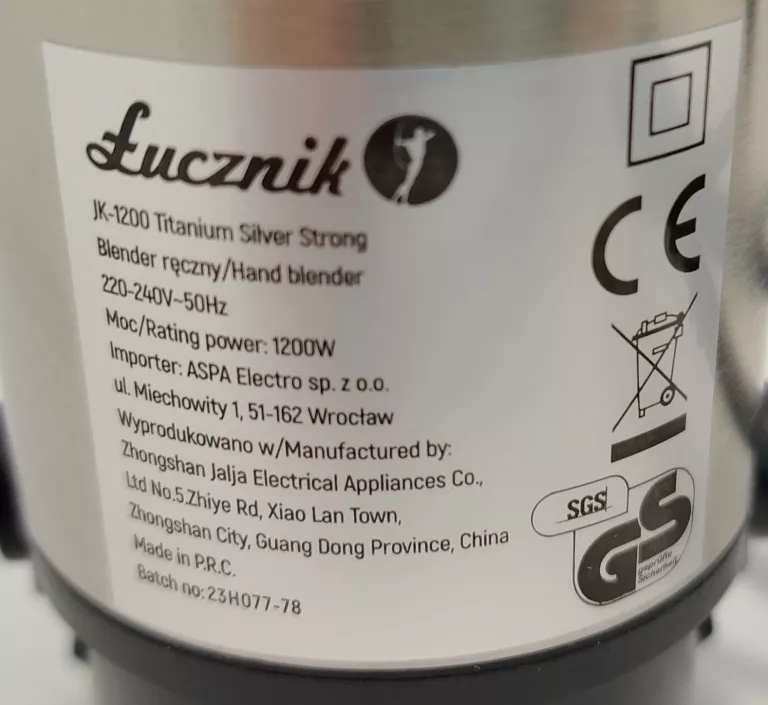 Łucznik
JK-1200 Titanium Silver Strong
Blender ręczny/Hand blender
220-240V~50Hz
Moc/Rating power: 1200W
Importer: ASPA Electro sp. z o.o.
ul. Miechowity 1, 51-162 Wrocław
Wyprodukowano w/Manufactured by:
Zhongshan Jalja Electrical Appliances Co.,
Ltd No.5.Zhiye Rd, Xiao Lan Town,
Zhongshan City, Guang Dong Province, China
Made in P.R.C.
Batch no:23H077-78
CE
SGS
GS
geprüfte
Sicherheit